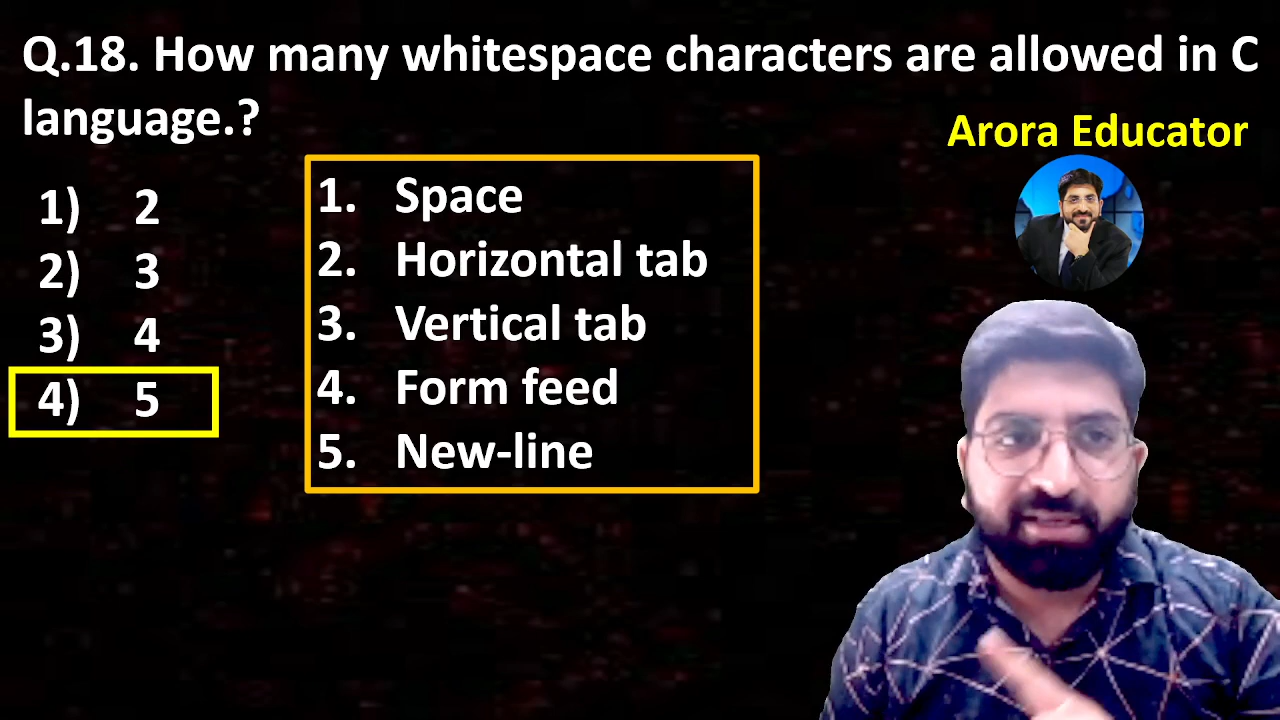 Q.18. How many whitespace characters are allowed in C
language.?
Arora Educator
1) 2
2) 3
3) 4
4) 5
1. Space
2. Horizontal tab
3. Vertical tab
4. Form feed
5. New-line